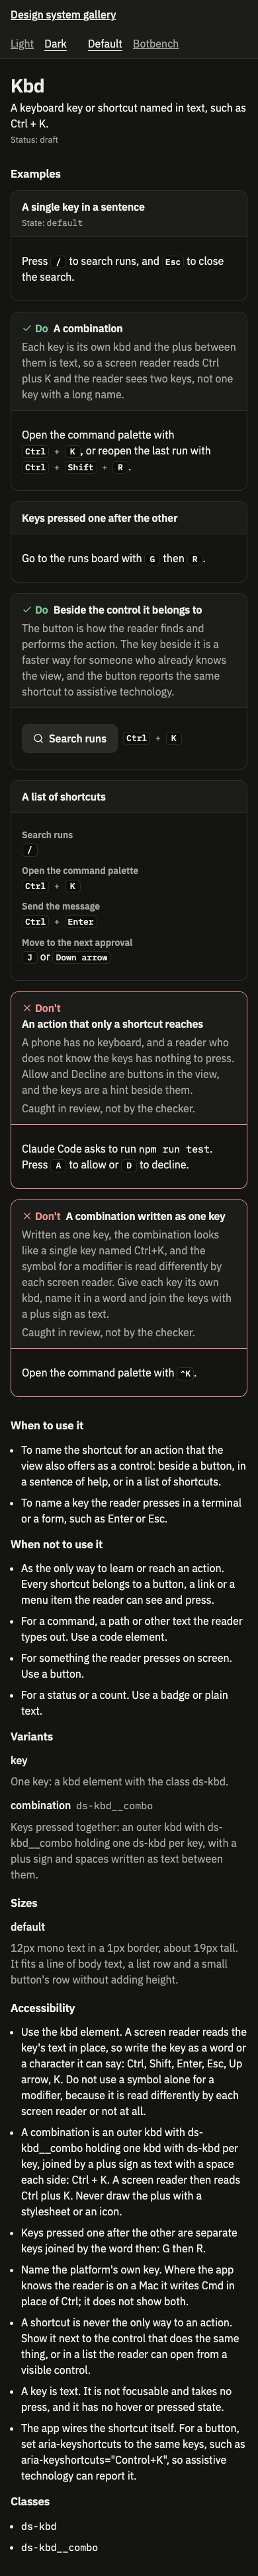 Design system gallery
Light Dark Default Botbench
Kbd
A keyboard key or shortcut named in text, such as
Ctrl + K.
Status: draft
Examples
A single key in a sentence
State: default
Press / to search runs, and Esc to close
the search.
Do A combination
Each key is its own kbd and the plus between
them is text, so a screen reader reads Ctrl
plus K and the reader sees two keys, not one
key with a long name.
Open the command palette with
Ctrl + K, or reopen the last run with
Ctrl + Shift + R.
Keys pressed one after the other
Go to the runs board with G then R.
Do Beside the control it belongs to
The button is how the reader finds and
performs the action. The key beside it is a
faster way for someone who already knows
the view, and the button reports the same
shortcut to assistive technology.
Search runs Ctrl + K
A list of shortcuts
Search runs
/
Open the command palette
Ctrl + K
Send the message
Ctrl + Enter
Move to the next approval
J or Down arrow
Don't
An action that only a shortcut reaches
A phone has no keyboard, and a reader who
does not know the keys has nothing to press.
Allow and Decline are buttons in the view,
and the keys are a hint beside them.
Caught in review, not by the checker.
Claude Code asks to run npm run test.
Press A to allow or D to decline.
Don't A combination written as one key
Written as one key, the combination looks
like a single key named Ctrl+K, and the
symbol for a modifier is read differently by
each screen reader. Give each key its own
kbd, name it in a word and join the keys with
a plus sign as text.
Caught in review, not by the checker.
Open the command palette with ^K.
When to use it
• To name the shortcut for an action that the
view also offers as a control: beside a button, in
a sentence of help, or in a list of shortcuts.
• To name a key the reader presses in a terminal
or a form, such as Enter or Esc.
When not to use it
• As the only way to learn or reach an action.
Every shortcut belongs to a button, a link or a
menu item the reader can see and press.
• For a command, a path or other text the reader
types out. Use a code element.
• For something the reader presses on screen.
Use a button.
• For a status or a count. Use a badge or plain
text.
Variants
key
One key: a kbd element with the class ds-kbd.
combination ds-kbd__combo
Keys pressed together: an outer kbd with ds-
kbd__combo holding one ds-kbd per key, with a
plus sign and spaces written as text between
them.
Sizes
default
12px mono text in a 1px border, about 19px tall.
It fits a line of body text, a list row and a small
button's row without adding height.
Accessibility
• Use the kbd element. A screen reader reads the
key's text in place, so write the key as a word or
a character it can say: Ctrl, Shift, Enter, Esc, Up
arrow, K. Do not use a symbol alone for a
modifier, because it is read differently by each
screen reader or not at all.
• A combination is an outer kbd with ds-
kbd__combo holding one kbd with ds-kbd per
key, joined by a plus sign as text with a space
each side: Ctrl + K. A screen reader then reads
Ctrl plus K. Never draw the plus with a
stylesheet or an icon.
• Keys pressed one after the other are separate
keys joined by the word then: G then R.
• Name the platform's own key. Where the app
knows the reader is on a Mac it writes Cmd in
place of Ctrl; it does not show both.
• A shortcut is never the only way to an action.
Show it next to the control that does the same
thing, or in a list the reader can open from a
visible control.
• A key is text. It is not focusable and takes no
press, and it has no hover or pressed state.
• The app wires the shortcut itself. For a button,
set aria-keyshortcuts to the same keys, such as
aria-keyshortcuts="Control+K", so assistive
technology can report it.
Classes
• ds-kbd
• ds-kbd__combo